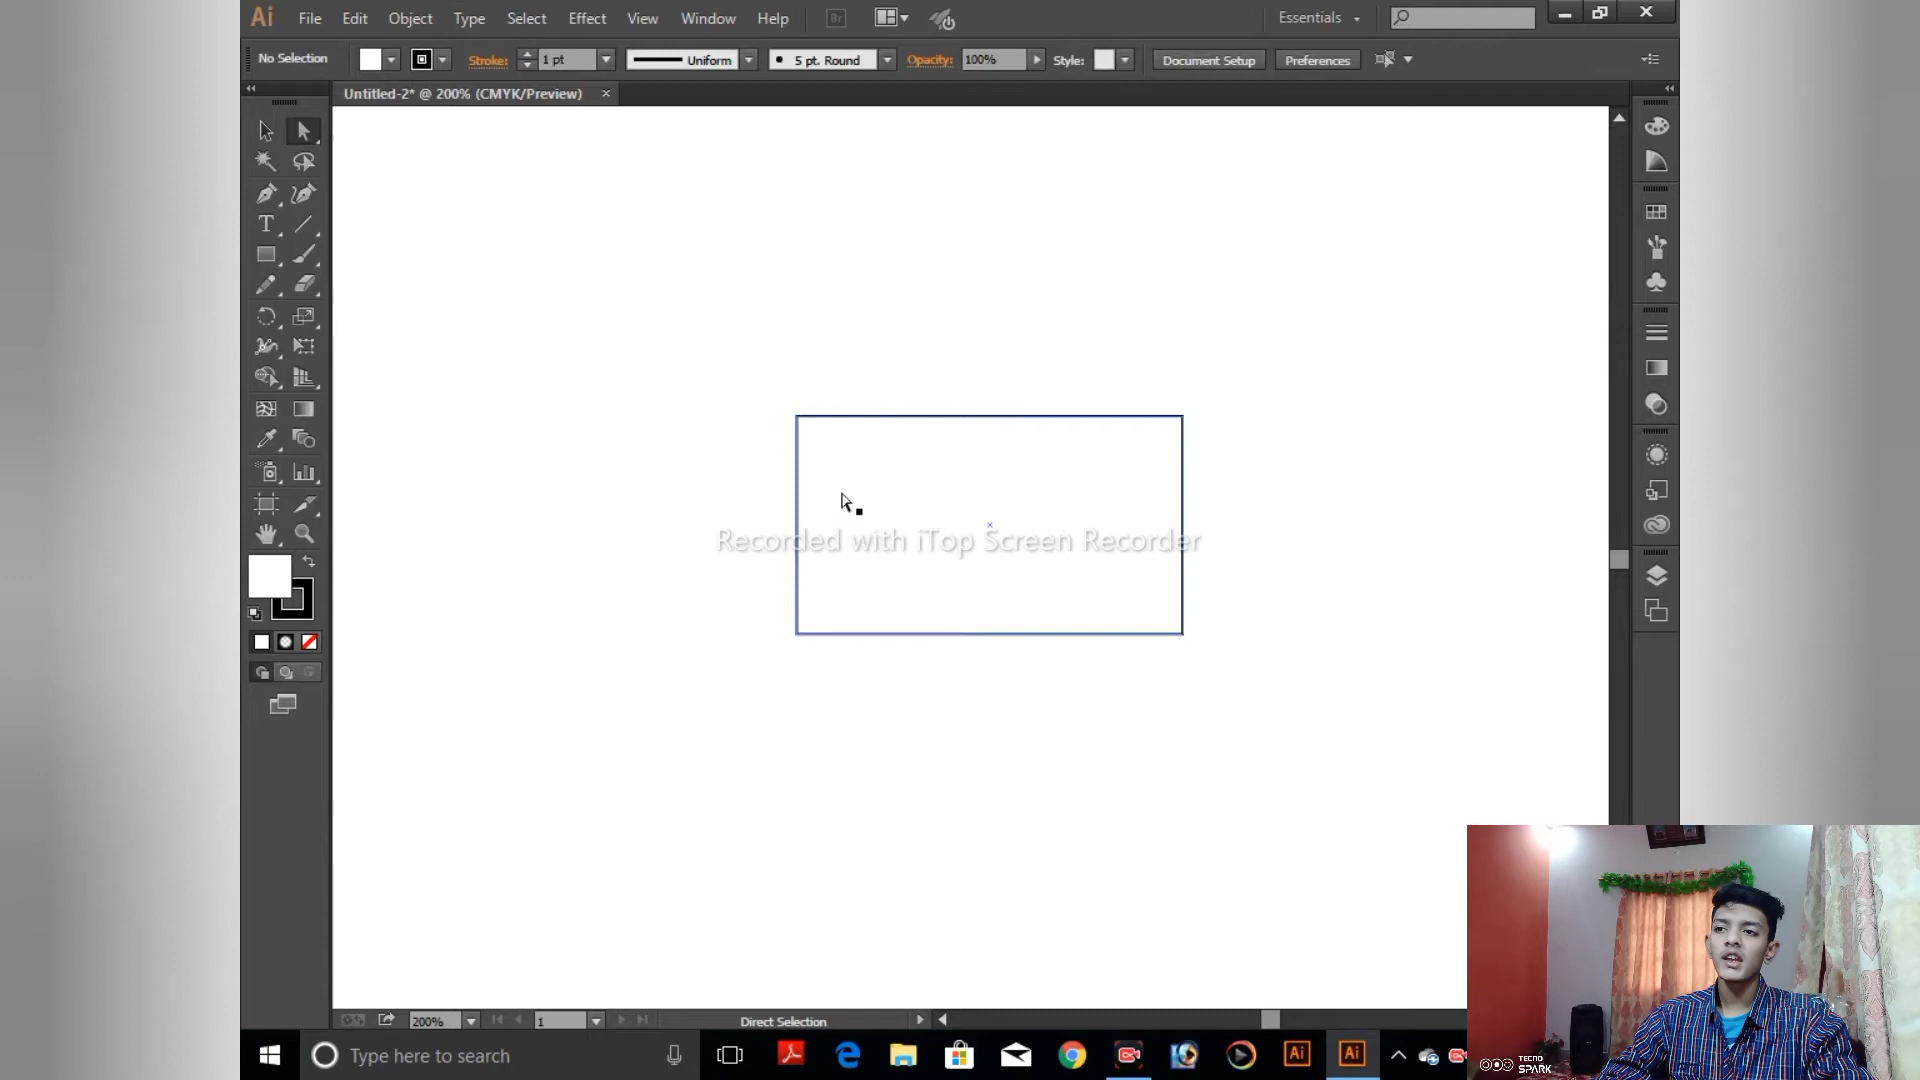 Ai File Edit Object Type Select Effect View Window Help Br Essentials
No Selection Stroke: 1 pt Uniform 5 pt. Round Opacity: 100% Style: Document Setup Preferences
Untitled-2* @ 200% (CMYK/Preview) ×
T
Recorded with iTop Screen Recorder
200% 1 Direct Selection
Type here to search
Ai Ai
TECNO
SPARK